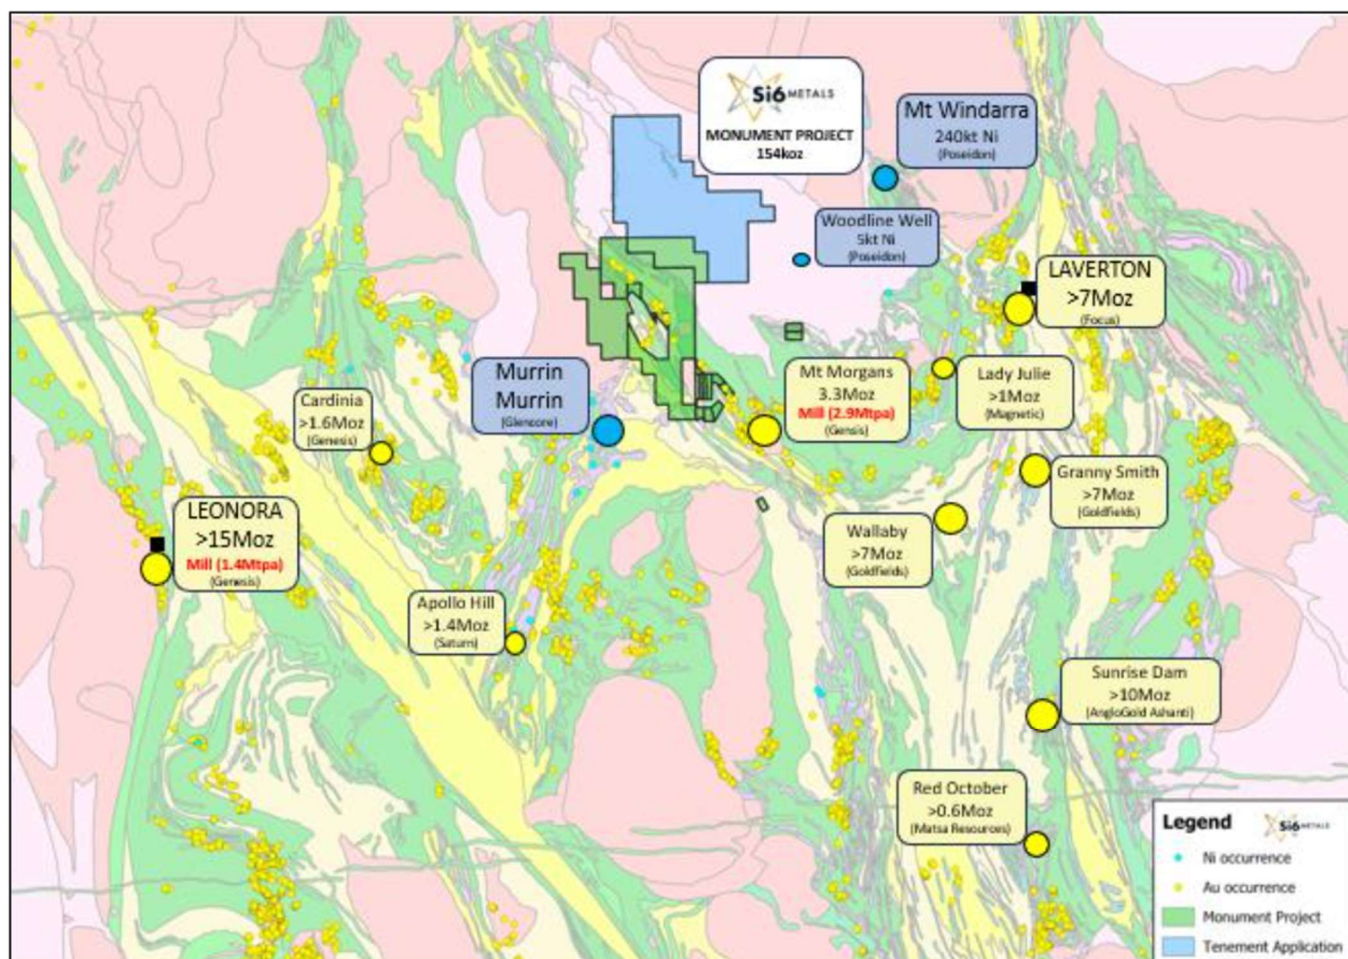 Si6 METALS
MONUMENT PROJECT
154koz
Mt Windarra
240kt Ni
(Poseidon)
Woodline Well
5kt Ni
(Poseidon)
LAVERTON
>7Moz
(Focus)
Murrin
Murrin
(Glencore)
Mt Morgans
3.3Moz
Mill (2.9Mtpa)
(Gensis)
Lady Julie
>1Moz
(Magnetic)
Cardinia
>1.6Moz
(Genesis)
Granny Smith
>7Moz
(Goldfields)
LEONORA
>15Moz
Mill (1.4Mtpa)
(Genesis)
Wallaby
>7Moz
(Goldfields)
Apollo Hill
>1.4Moz
(Saturn)
Sunrise Dam
>10Moz
(AngloGold Ashanti)
Red October
>0.6Moz
(Matsa Resources)
Legend
Si6 METALS
Ni occurrence
Au occurrence
Monument Project
Tenement Application